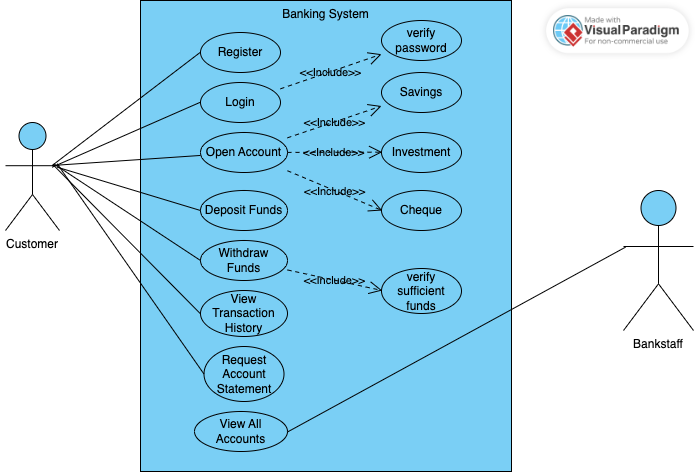 Banking System
Made with
VisualParadigm
For non-commercial use
Register
verify
password
<<Include>>
Login
Savings
<<Include>>
Open Account
<<Include>>
Investment
<<Include>>
Deposit Funds
Cheque
Customer
Withdraw
Funds
<<Include>>
verify
sufficient
funds
View
Transaction
History
Bankstaff
Request
Account
Statement
View All
Accounts